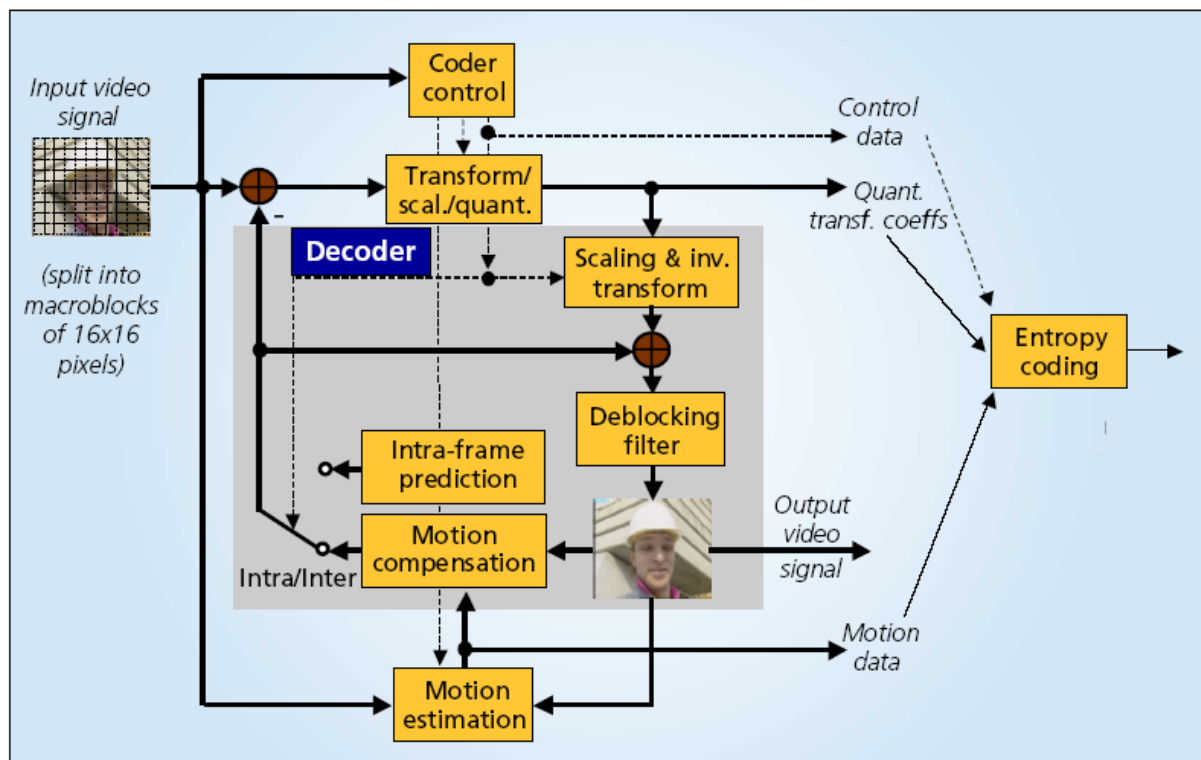 Input video
signal
(split into
macroblocks
of 16x16
pixels)
Coder
control
Control
data
Transform/
scal./quant.
-
Quant.
transf. coeffs
Decoder
Scaling & inv.
transform
Entropy
coding
Deblocking
filter
Intra-frame
prediction
Motion
compensation
Intra/Inter
Output
video
signal
Motion
data
Motion
estimation